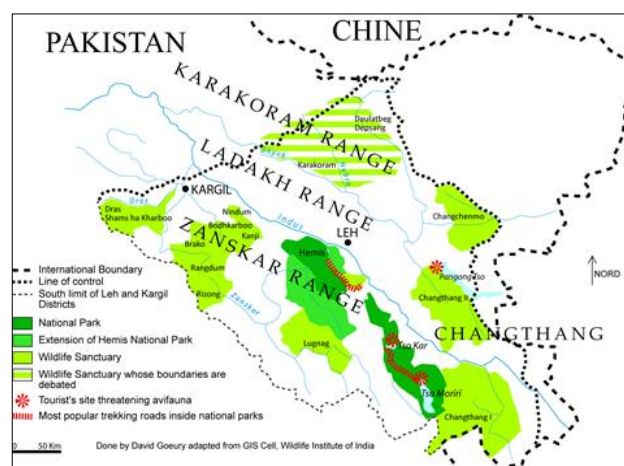 PAKISTAN
CHINE
KARAKORAM RANGE
Daulatbeg
Depsang
Shyok
Karakoram
LADAKH RANGE
KARGIL
Dras
Dras
Shams ha Kharboo
Nindum
Bodhkarboo
Kanji
Brako
Rangdum
Rizong
Zanskar
Indus
LEH
Changchenmo
ZANSKAR RANGE
Hemis
Pangong Tso
Changthang II
NORD
CHANGTHANG
Lugnag
Tso Kar
Tso Moriri
Changthang I
International Boundary
Line of control
South limit of Leh and Kargil
Districts
National Park
Extension of Hemis National Park
Wildlife Sanctuary
Wildlife Sanctuary whose boundaries are
debated
Tourist's site threatening avifauna
Most popular trekking roads inside national parks
0 50 Km
Done by David Goeury adapted from GIS Cell, Wildlife Institute of India